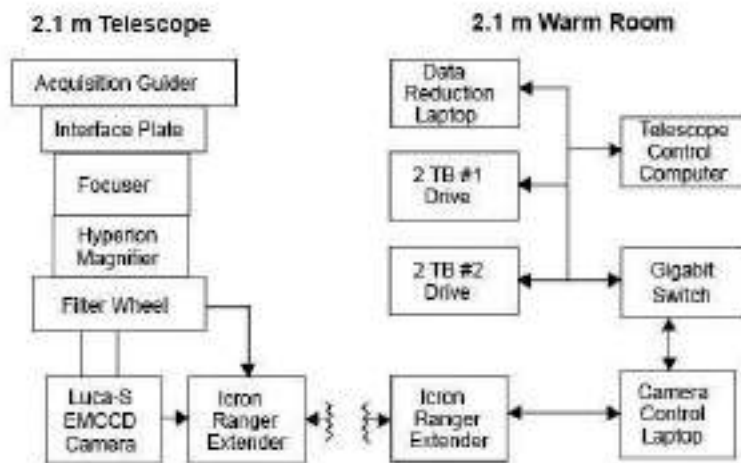 2.1 m Telescope
Acquisition Guider
Interface Plate
Focuser
Hyperion
Magnifier
Filter Wheel
Luca-S
EMCCD
Camera
Icron
Ranger
Extender
2.1 m Warm Room
Data
Reduction
Laptop
2 TB #1
Drive
2 TB #2
Drive
Telescope
Control
Computer
Gigabit
Switch
Icron
Ranger
Extender
Camera
Control
Laptop